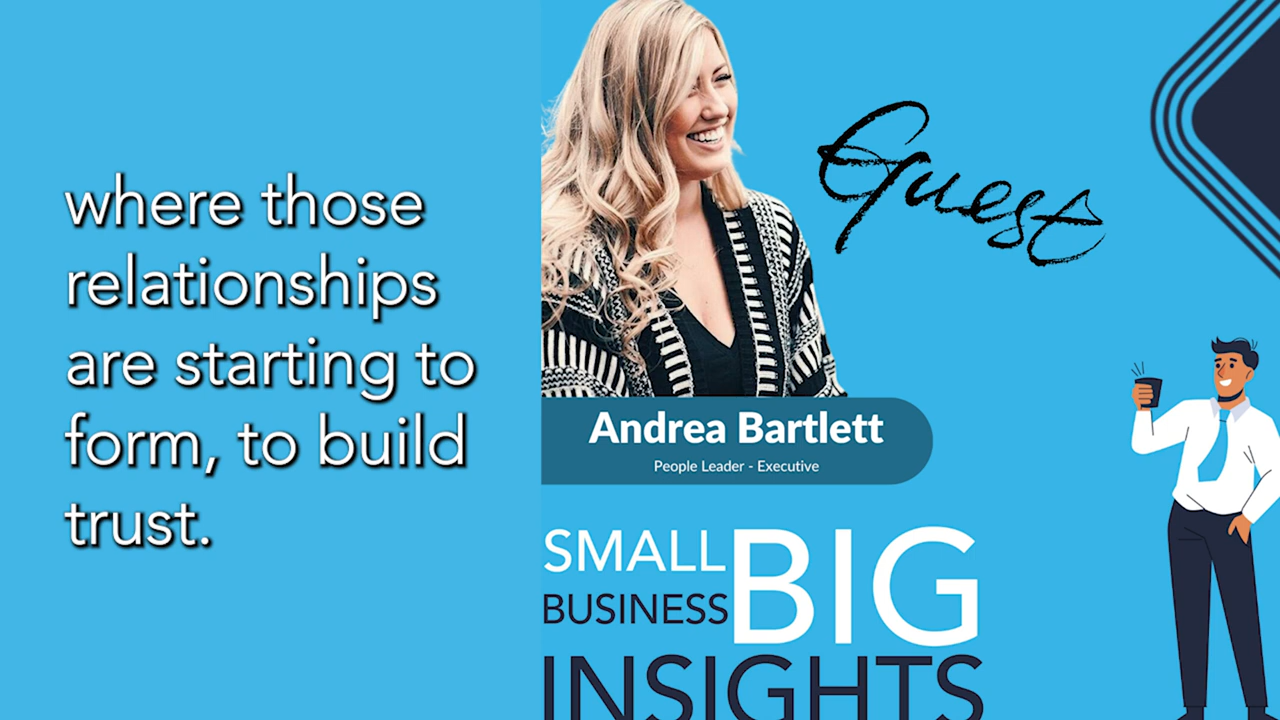 where those
relationships
are starting to
form, to build
trust.
Guest
Andrea Bartlett
People Leader - Executive
SMALL
BUSINESS
BIG
INSIGHTS